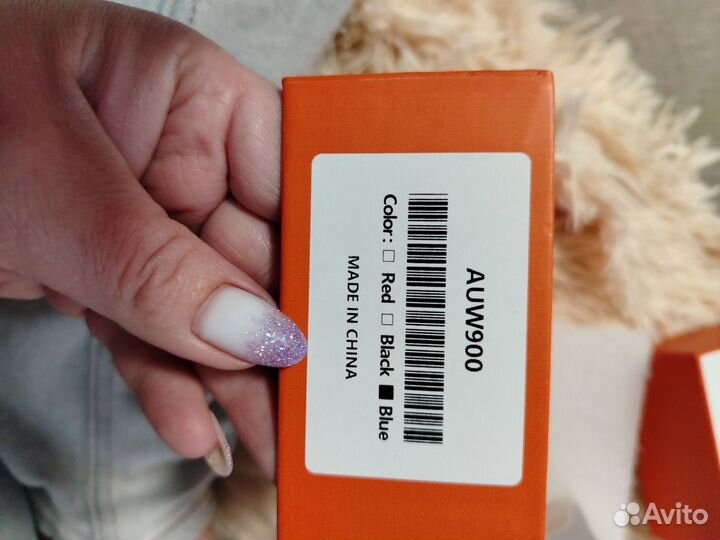 AUW900
Color: □ Red □ Black ■ Blue
MADE IN CHINA
Avito